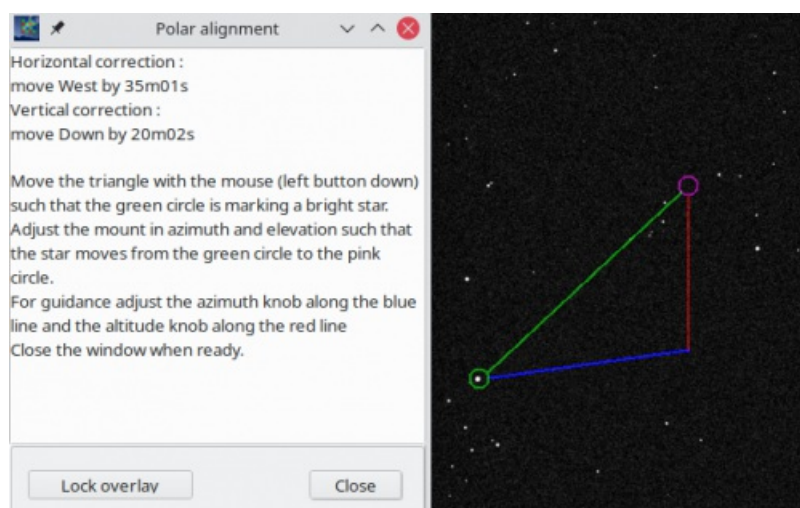 Polar alignment
Horizontal correction :
move West by 35m01s
Vertical correction :
move Down by 20m02s
Move the triangle with the mouse (left button down)
such that the green circle is marking a bright star.
Adjust the mount in azimuth and elevation such that
the star moves from the green circle to the pink
circle.
For guidance adjust the azimuth knob along the blue
line and the altitude knob along the red line
Close the window when ready.
Lock overlay
Close